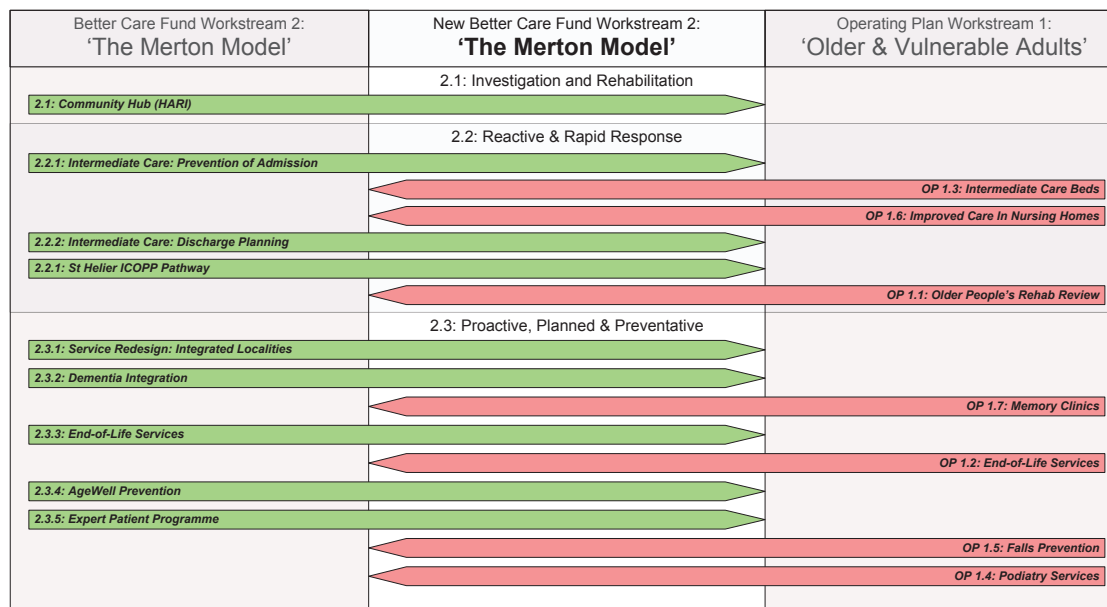 Better Care Fund Workstream 2:
‘The Merton Model’
New Better Care Fund Workstream 2:
‘The Merton Model’
Operating Plan Workstream 1:
‘Older & Vulnerable Adults’
2.1: Investigation and Rehabilitation
2.1: Community Hub (HARI)
2.2: Reactive & Rapid Response
2.2.1: Intermediate Care: Prevention of Admission
OP 1.3: Intermediate Care Beds
OP 1.6: Improved Care In Nursing Homes
2.2.2: Intermediate Care: Discharge Planning
2.2.1: St Helier ICOPP Pathway
OP 1.1: Older People’s Rehab Review
2.3: Proactive, Planned & Preventative
2.3.1: Service Redesign: Integrated Localities
2.3.2: Dementia Integration
OP 1.7: Memory Clinics
2.3.3: End-of-Life Services
OP 1.2: End-of-Life Services
2.3.4: AgeWell Prevention
2.3.5: Expert Patient Programme
OP 1.5: Falls Prevention
OP 1.4: Podiatry Services